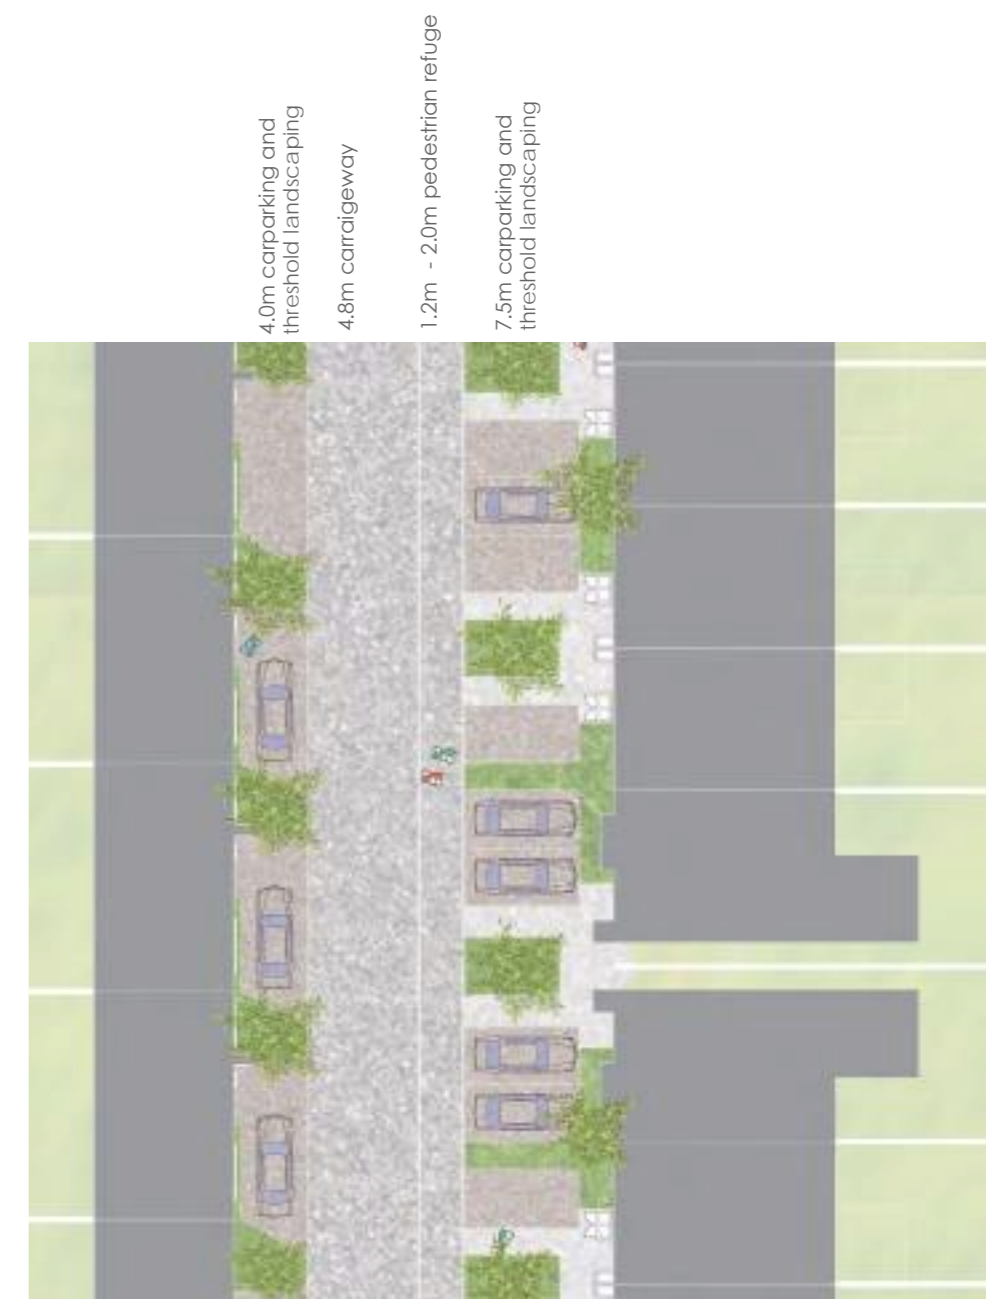 4.0m carparking and
threshold landscaping
4.8m carraigeway
1.2m - 2.0m pedestrian refuge
7.5m carparking and
threshold landscaping